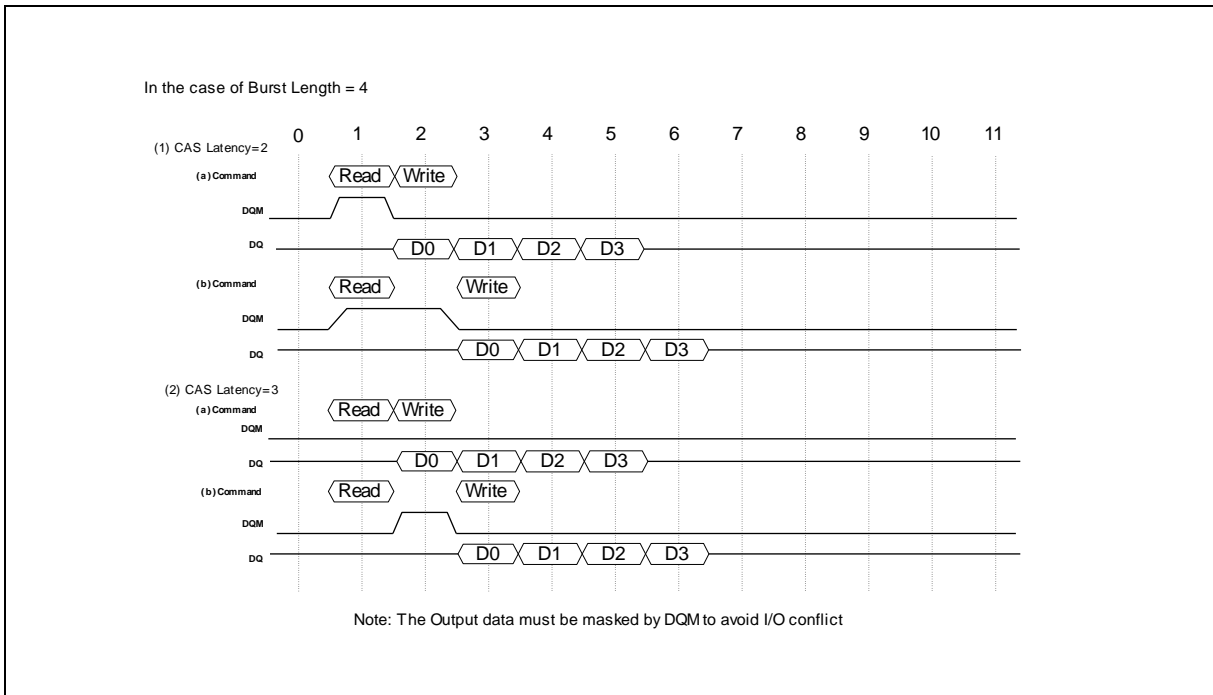 In the case of Burst Length = 4
0 1 2 3 4 5 6 7 8 9 10 11
(1) CAS Latency=2
(a)Command Read Write
DQM
DQ D0 D1 D2 D3
(b)Command Read Write
DQM
DQ D0 D1 D2 D3
(2) CAS Latency=3
(a)Command Read Write
DQM
DQ D0 D1 D2 D3
(b)Command Read Write
DQM
DQ D0 D1 D2 D3
Note: The Output data must be masked by DQM to avoid I/O conflict